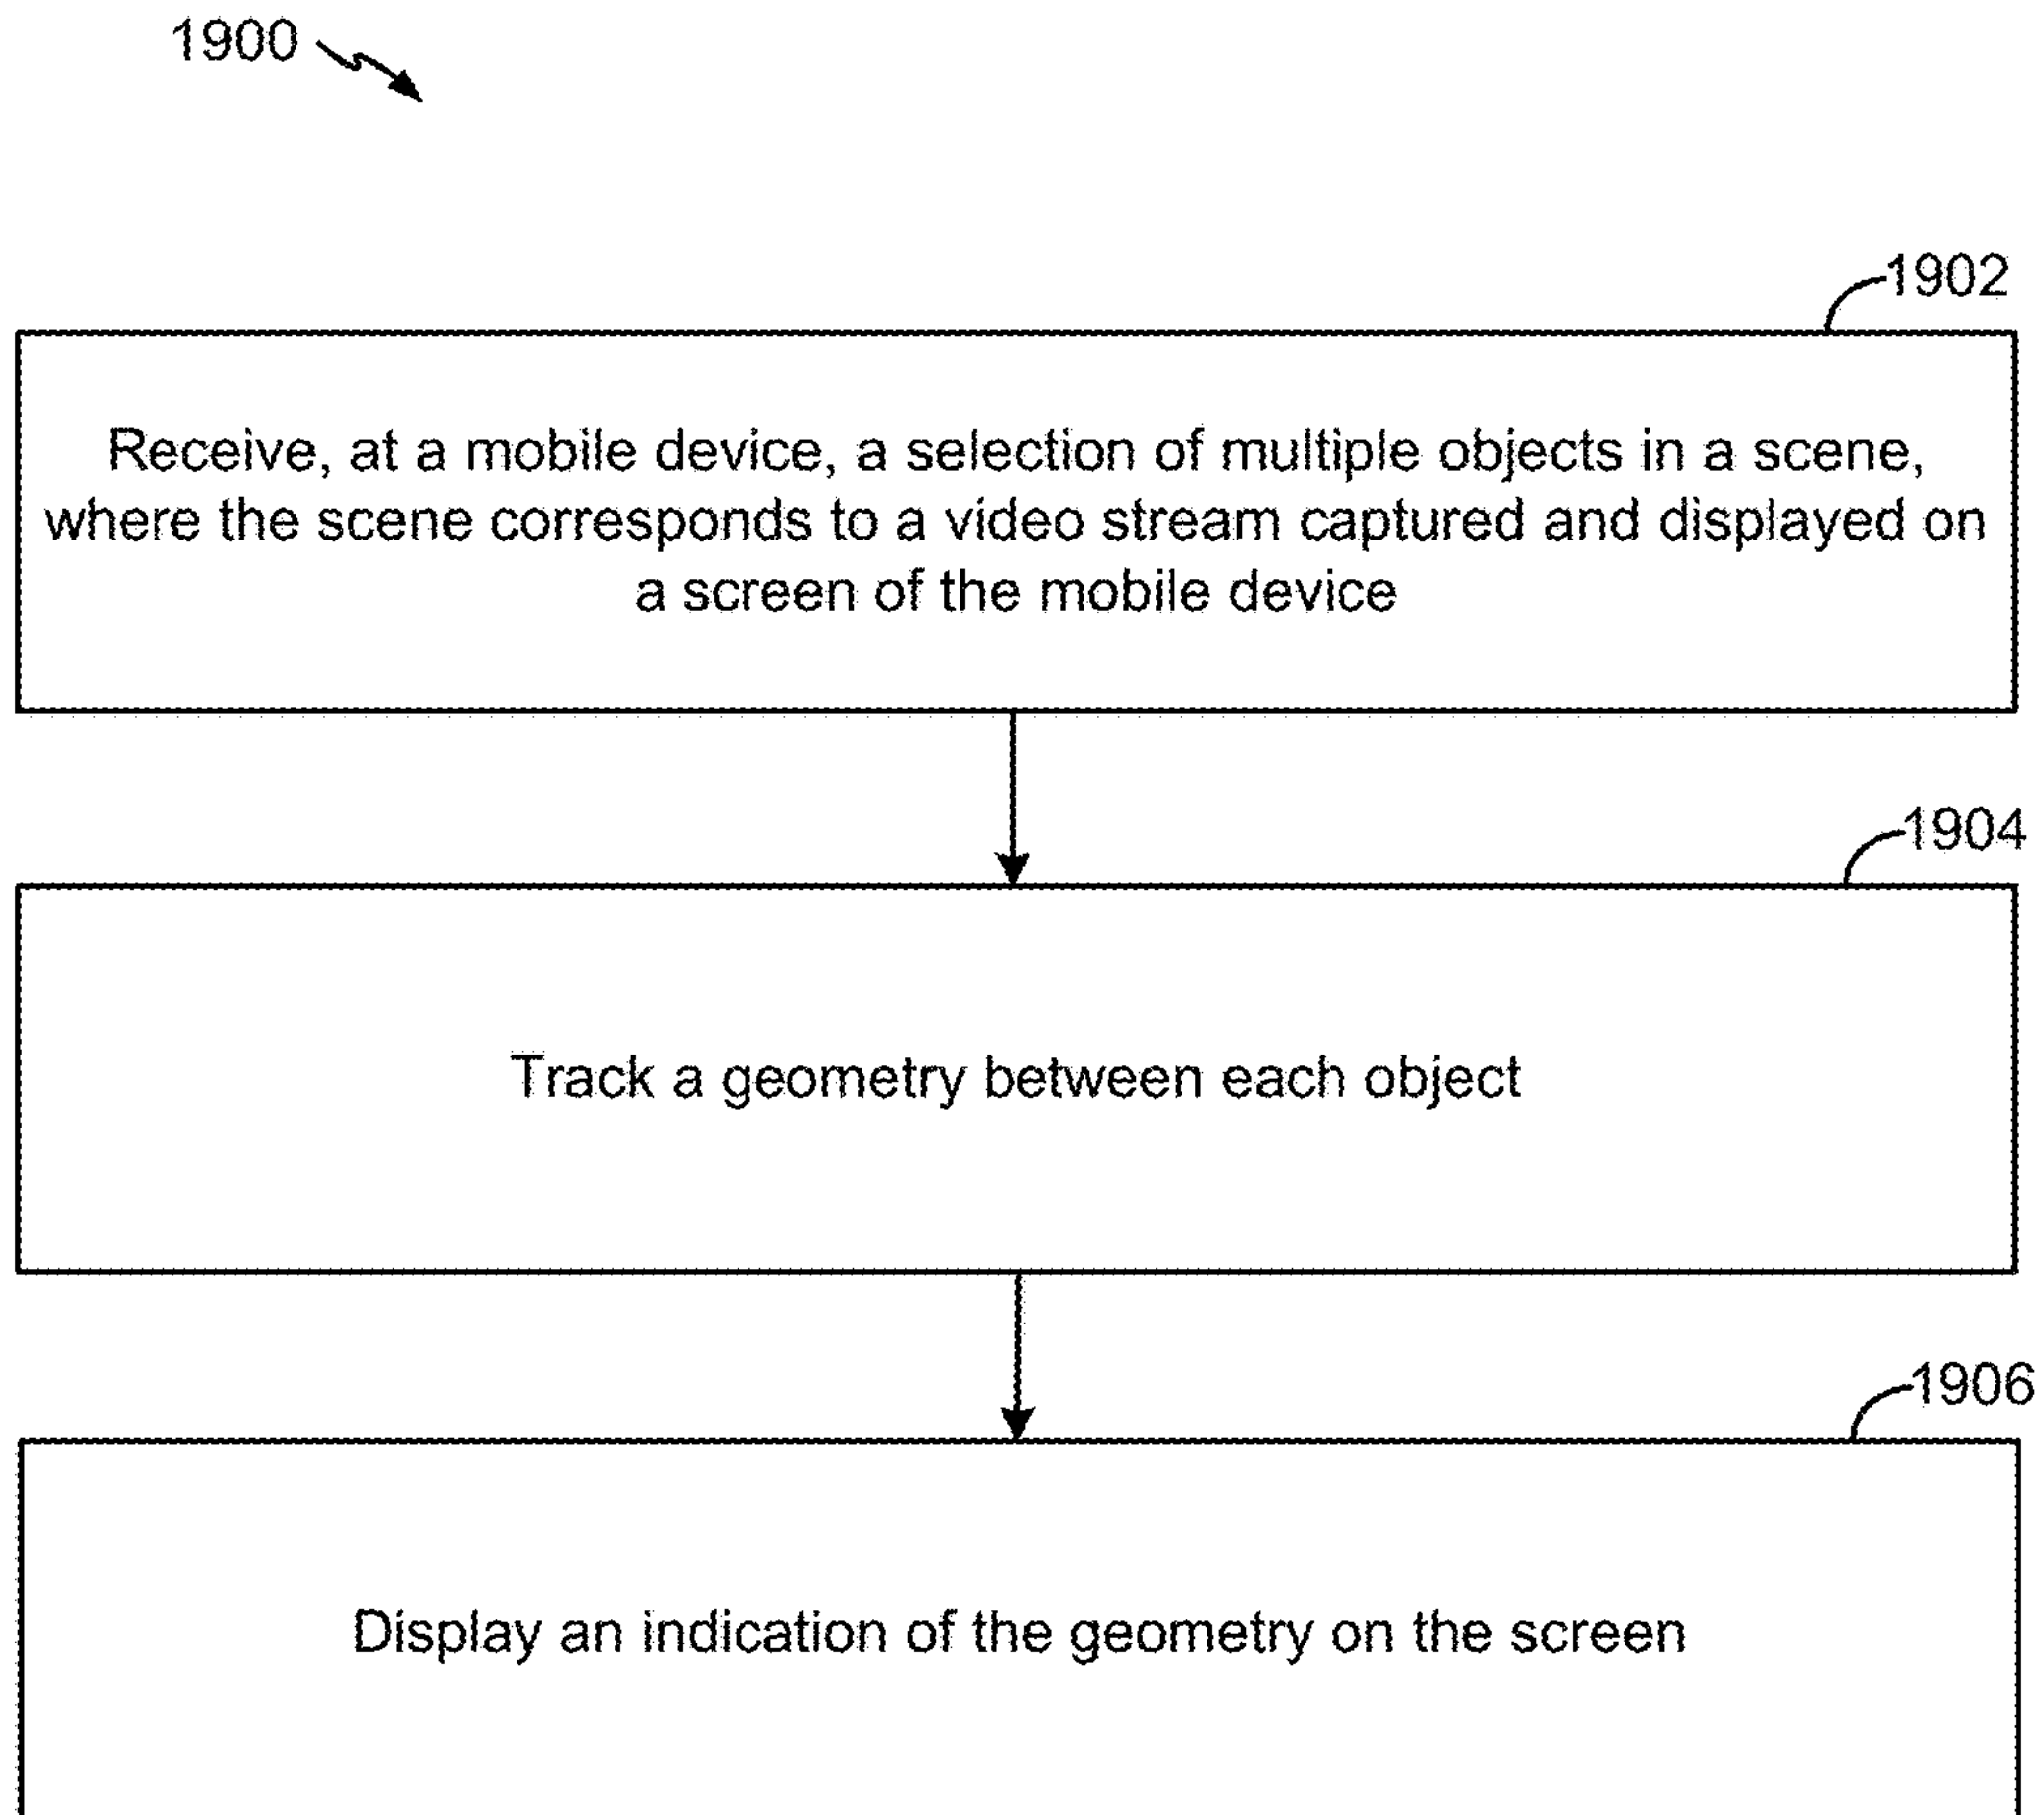 1900
1902
Receive, at a mobile device, a selection of multiple objects in a scene,
where the scene corresponds to a video stream captured and displayed on
a screen of the mobile device
1904
Track a geometry between each object
1906
Display an indication of the geometry on the screen